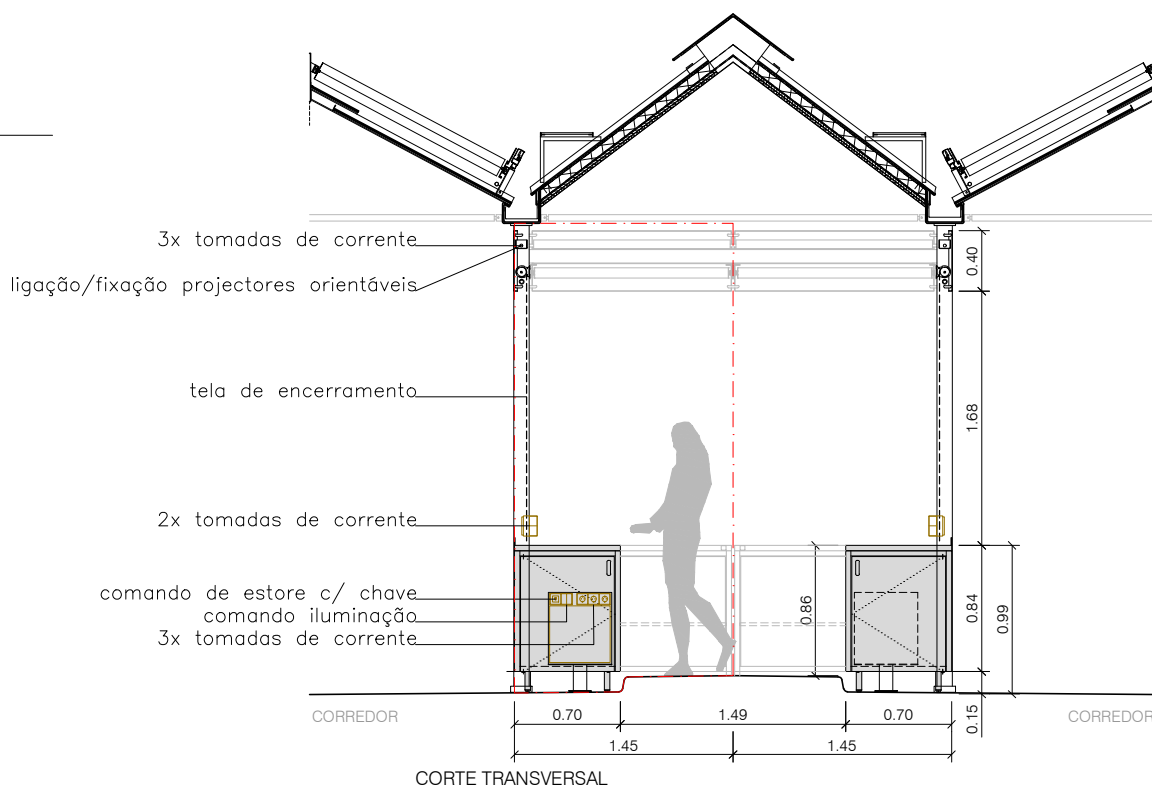 3x tomadas de corrente
ligação/fixação projectores orientáveis
0.40
tela de encerramento
1.68
2x tomadas de corrente
comando de estore c/ chave
comando iluminação
3x tomadas de corrente
0.86
0.84
0.99
0.15
CORREDOR
0.70
1.49
0.70
CORREDOR
1.45
1.45
CORTE TRANSVERSAL